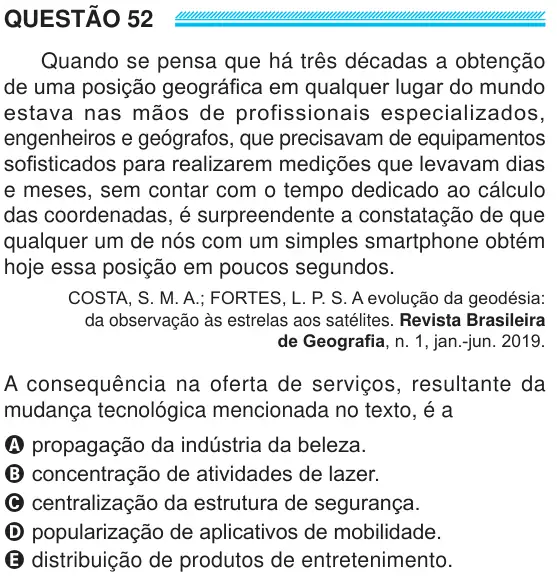 QUESTÃO 52
Quando se pensa que há três décadas a obtenção
de uma posição geográfica em qualquer lugar do mundo
estava nas mãos de profissionais especializados,
engenheiros e geógrafos, que precisavam de equipamentos
sofisticados para realizarem medições que levavam dias
e meses, sem contar com o tempo dedicado ao cálculo
das coordenadas, é surpreendente a constatação de que
qualquer um de nós com um simples smartphone obtém
hoje essa posição em poucos segundos.
COSTA, S. M. A.; FORTES, L. P. S. A evolução da geodésia:
da observação às estrelas aos satélites. Revista Brasileira
de Geografia, n. 1, jan.-jun. 2019.
A consequência na oferta de serviços, resultante da
mudança tecnológica mencionada no texto, é a
A propagação da indústria da beleza.
B concentração de atividades de lazer.
C centralização da estrutura de segurança.
D popularização de aplicativos de mobilidade.
E distribuição de produtos de entretenimento.